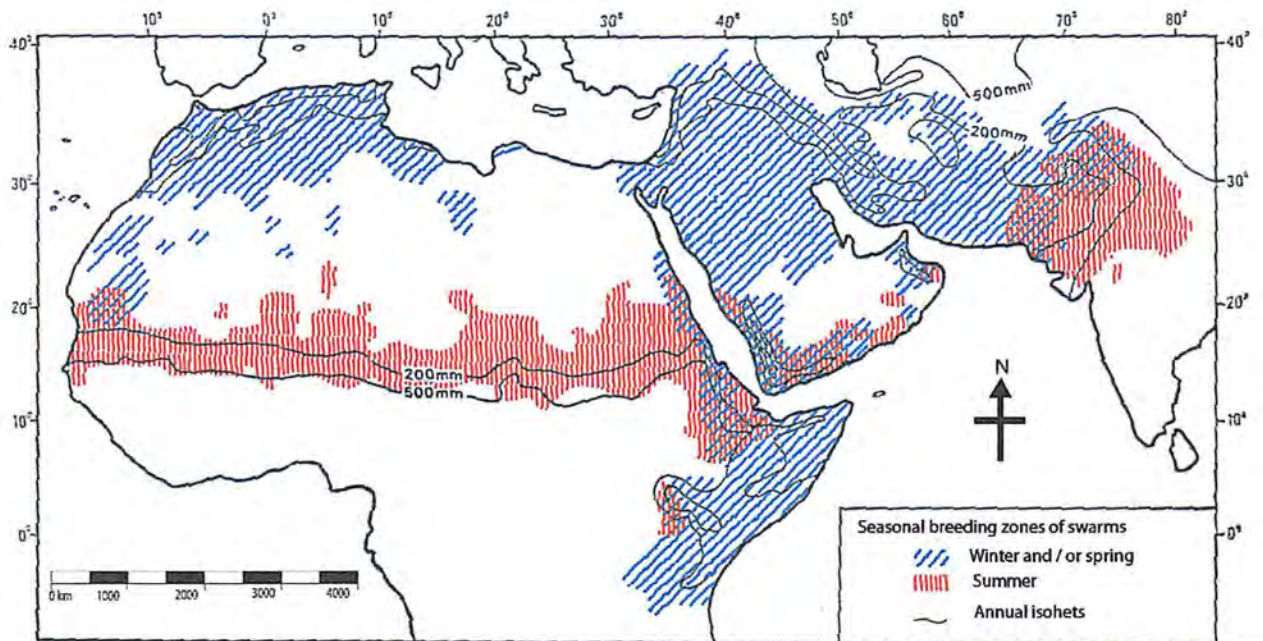 10° 0° 10° 20° 30° 40° 50° 60° 70° 80°
40° 40°
500mm
200mm
30° 30°
20° 20°
200mm
500mm
N
10° 10°
0° 0°
Seasonal breeding zones of swarms
Winter and / or spring
Summer
Annual isohets
0 km 1000 2000 3000 4000